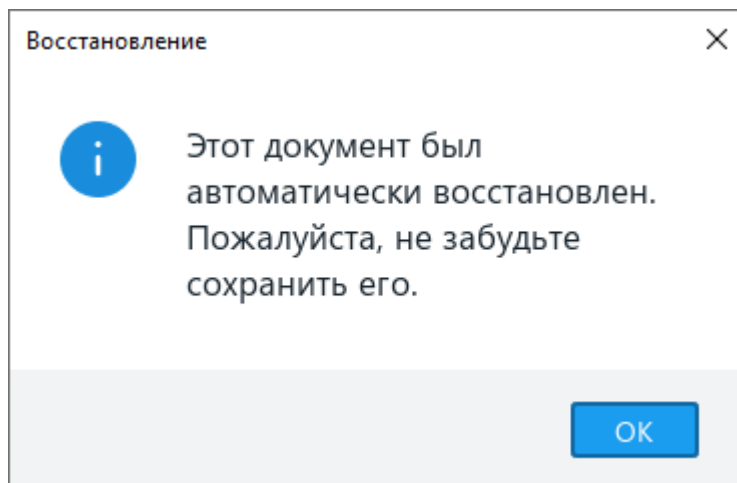 Восстановление
Этот документ был
автоматически восстановлен.
Пожалуйста, не забудьте
сохранить его.
OK